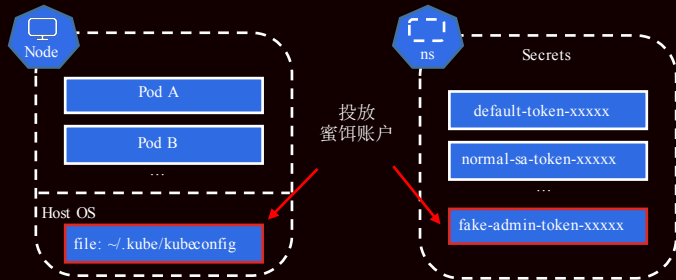 Node
Pod A
Pod B
...
Host OS
file: ~/.kube/kubeconfig
投放
蜜饵账户
ns
Secrets
default-token-xxxxx
normal-sa-token-xxxxx
...
fake-admin-token-xxxxx